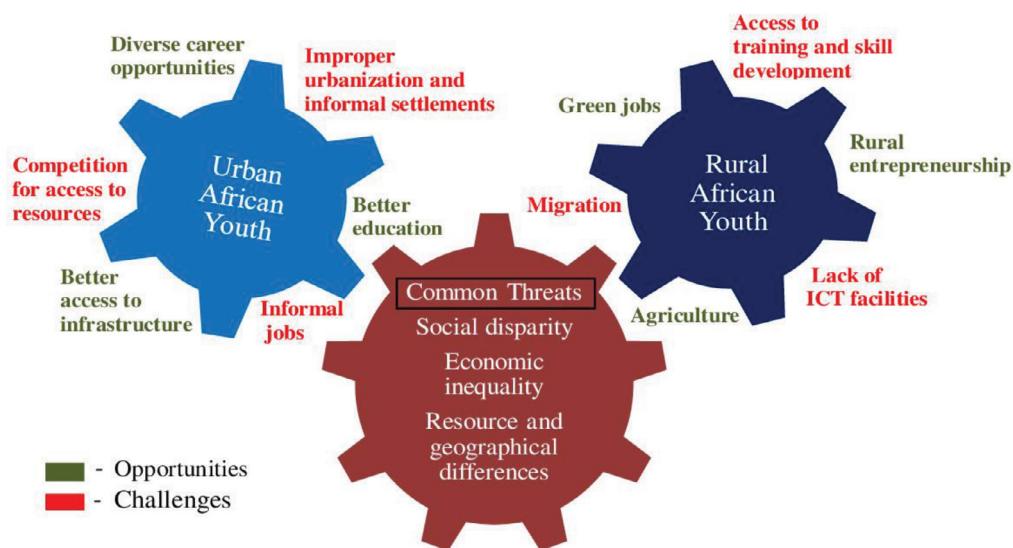 Diverse career
opportunities
Improper
urbanization and
informal settlements
Competition
for access to
resources
Urban
African
Youth
Better
education
Better
access to
infrastructure
Informal
jobs
Access to
training and skill
development
Green jobs
Rural
entrepreneurship
Rural
African
Youth
Migration
Lack of
ICT facilities
Agriculture
Common Threats
Social disparity
Economic
inequality
Resource and
geographical
differences
- Opportunities
- Challenges